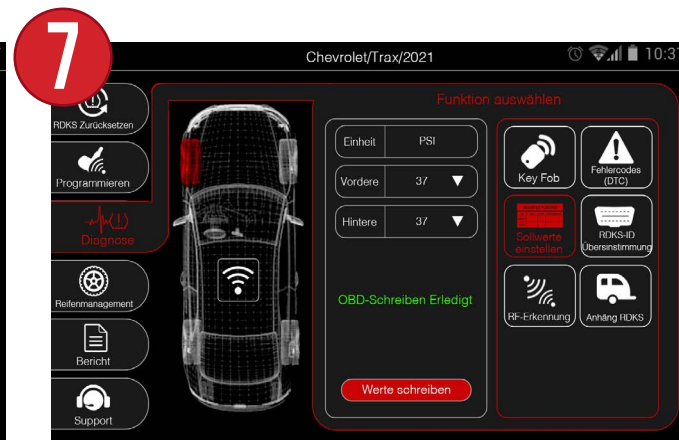 7
Chevrolet/Trax/2021
10:37
RDKS Zurücksetzen
Programmieren
Diagnose
Reifenmanagement
Bericht
Support
Funktion auswählen
Einheit PSI
Vordere 37
Hintere 37
OBD-Schreiben Erledigt
Werte schreiben
Key Fob
Fehlercodes
(DTC)
Sollwerte
einstellen
RDKS-ID
Übersinstimmung
RF-Erkennung
Anhäng RDKS